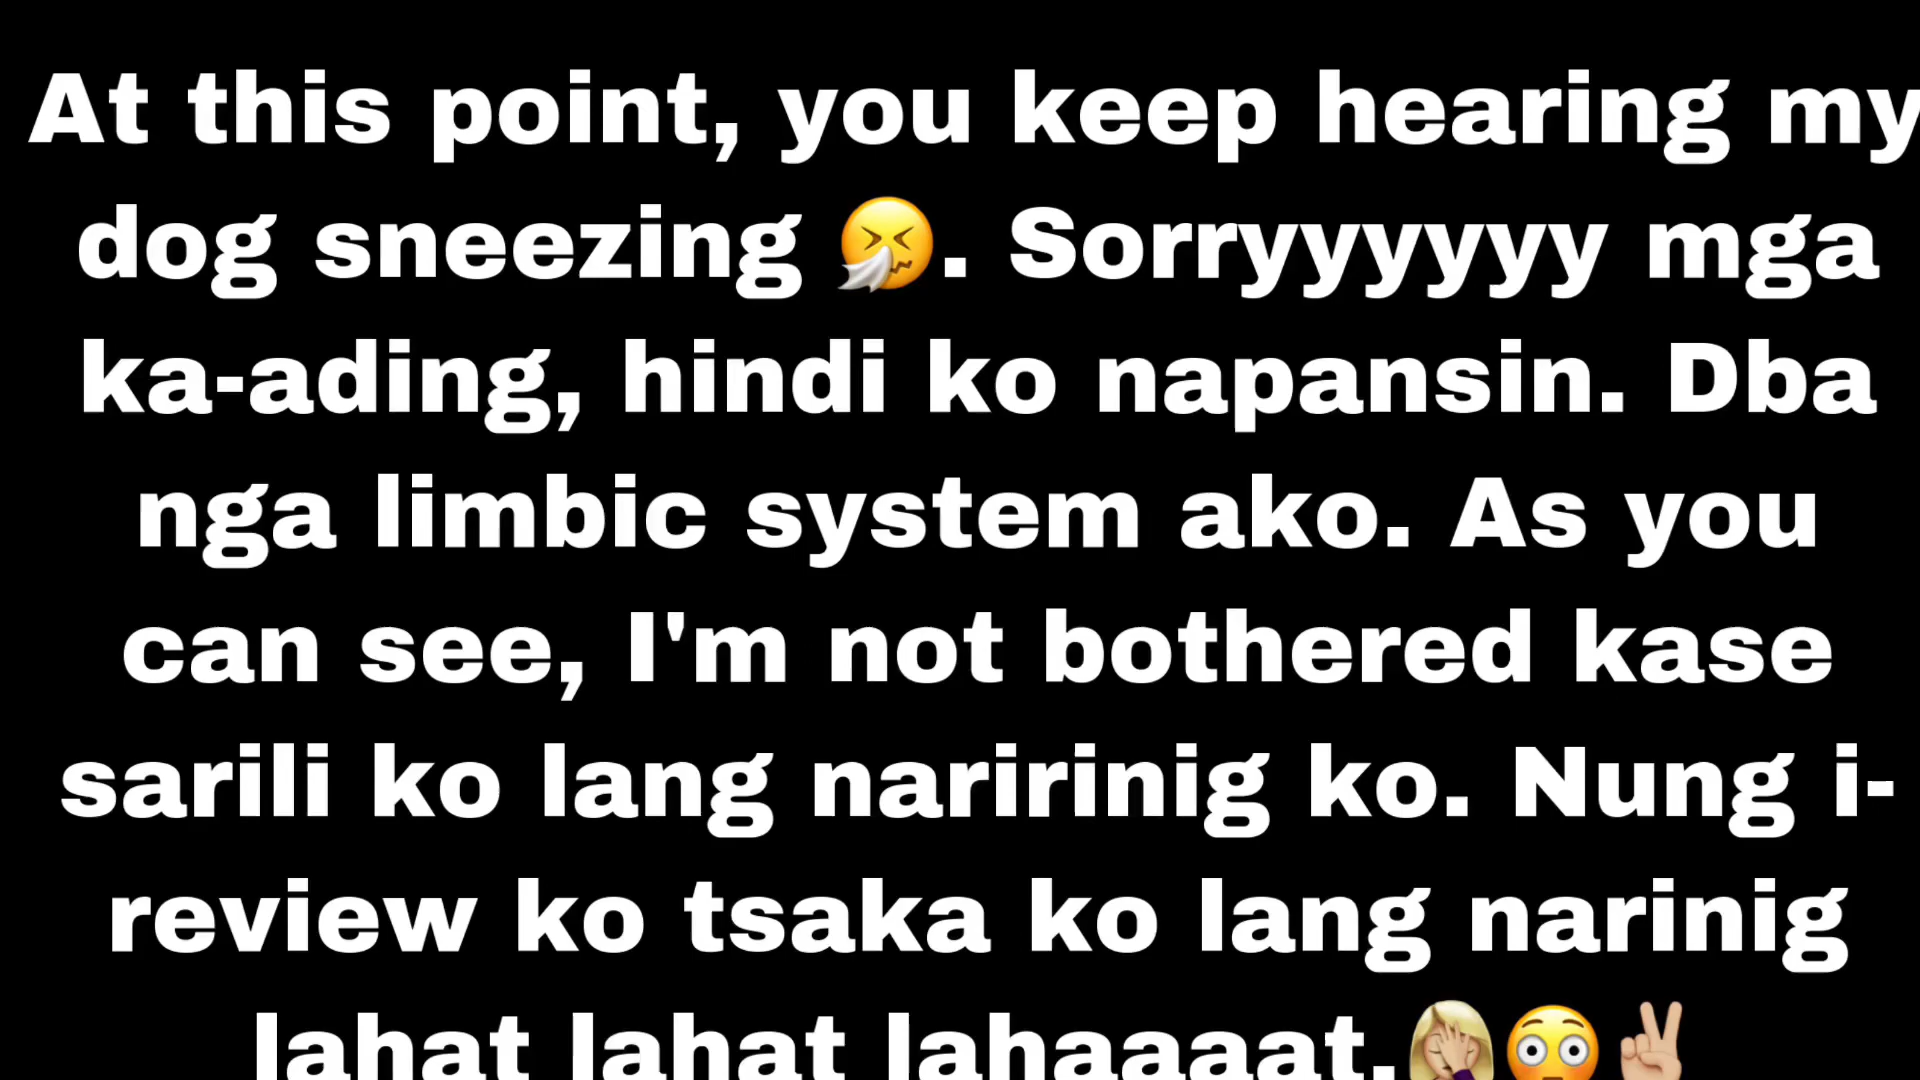 At this point, you keep hearing my
dog sneezing 🤧. Sorryyyyyy mga
ka-ading, hindi ko napansin. Dba
nga limbic system ako. As you
can see, I'm not bothered kase
sarili ko lang naririnig ko. Nung i-
review ko tsaka ko lang narinig
lahat lahat lahaaaat.🤦🏼‍♀️😳✌🏼